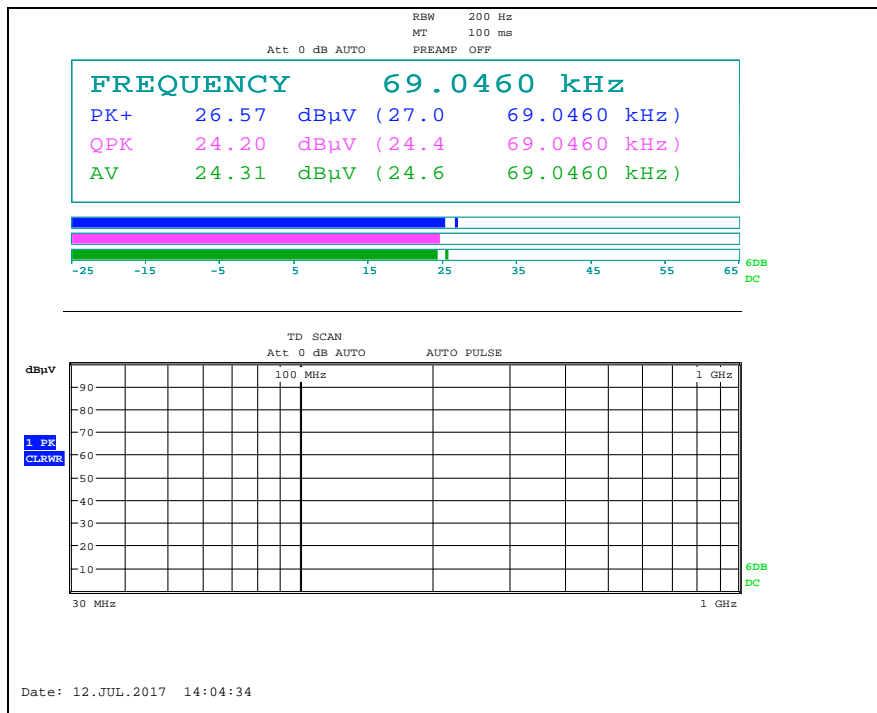 RBW 200 Hz
MT 100 ms
Att 0 dB AUTO PREAMP OFF
FREQUENCY 69.0460 kHz
PK+ 26.57 dBµV (27.0 69.0460 kHz)
QPK 24.20 dBµV (24.4 69.0460 kHz)
AV 24.31 dBµV (24.6 69.0460 kHz)
-25 -15 -5 5 15 25 35 45 55 65
6DB
DC
TD SCAN
Att 0 dB AUTO AUTO PULSE
dBµV
100 MHz 1 GHz
90
80
70
1 PK
60
CLRWR
50
40
30
20
10
6DB
DC
30 MHz 1 GHz
Date: 12.JUL.2017 14:04:34